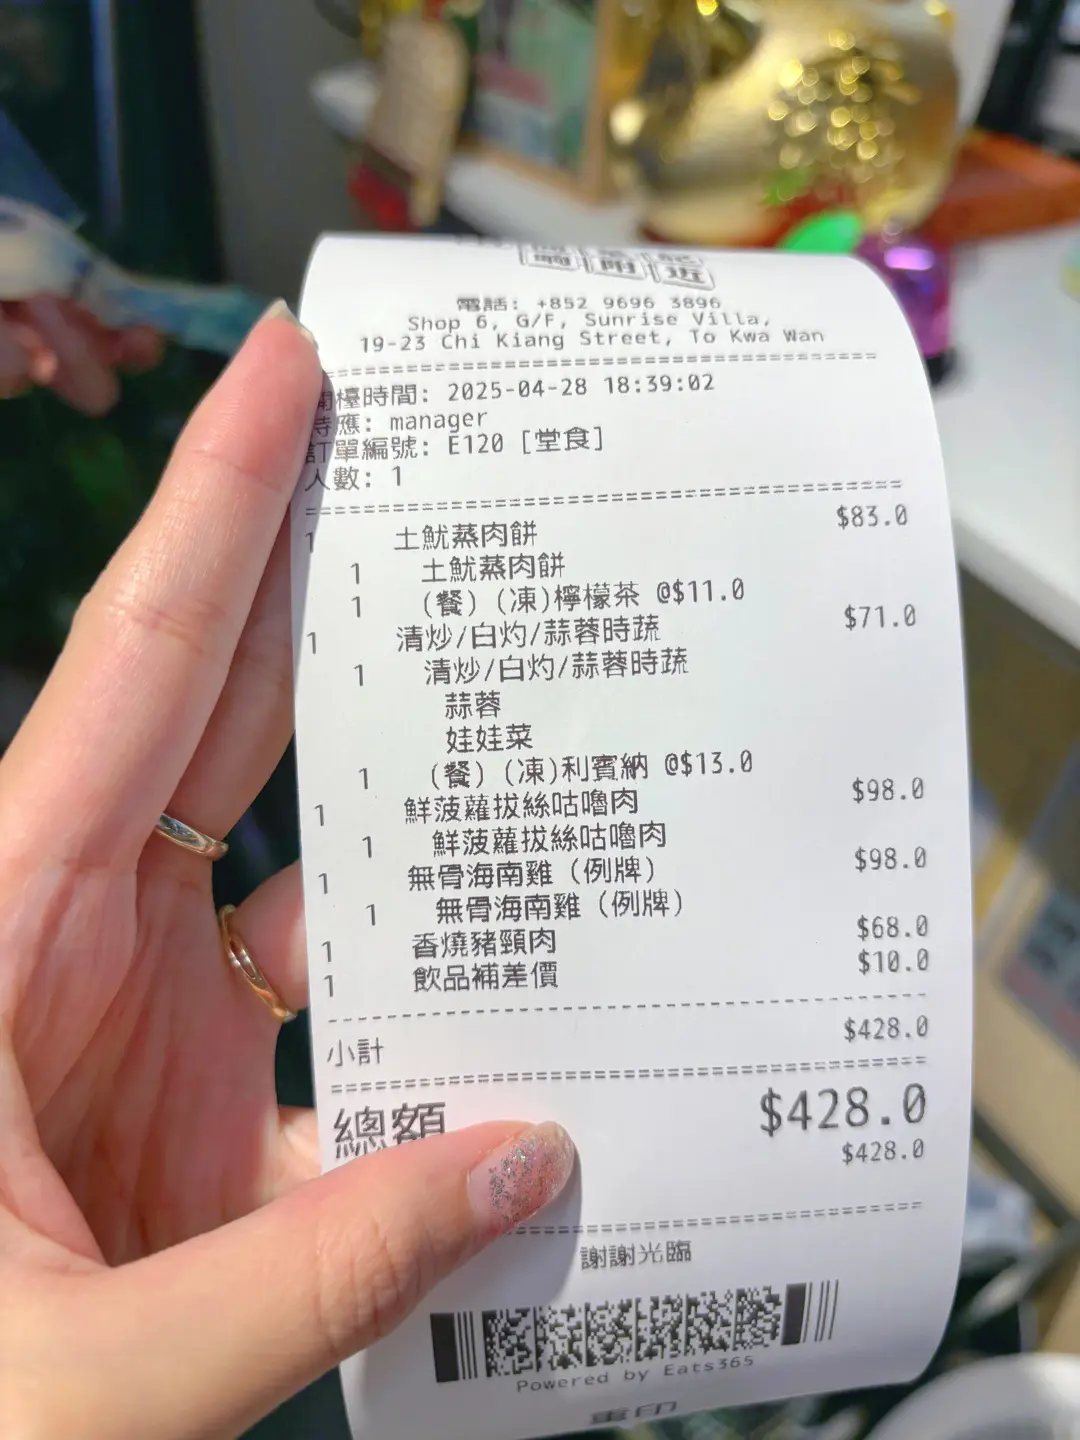 電話: +852 9696 3896
Shop 6, G/F, Sunrise Villa,
19-23 Chi Kiang Street, To Kwa Wan
開檯時間: 2025-04-28 18:39:02
侍應: manager
訂單編號: E120 [堂食]
人數: 1
1 土魷蒸肉餅 $83.0
1 土魷蒸肉餅
1 (餐) (凍)檸檬茶 @$11.0
1 清炒/白灼/蒜蓉時蔬 $71.0
1 清炒/白灼/蒜蓉時蔬
蒜蓉
娃娃菜
1 (餐) (凍)利賓納 @$13.0
1 鮮菠蘿拔絲咕嚕肉 $98.0
1 鮮菠蘿拔絲咕嚕肉
1 無骨海南雞 (例牌) $98.0
1 無骨海南雞 (例牌)
1 香燒豬頸肉 $68.0
1 飲品補差價 $10.0
小計 $428.0
總額 $428.0
$428.0
謝謝光臨
Powered by Eats365
重印